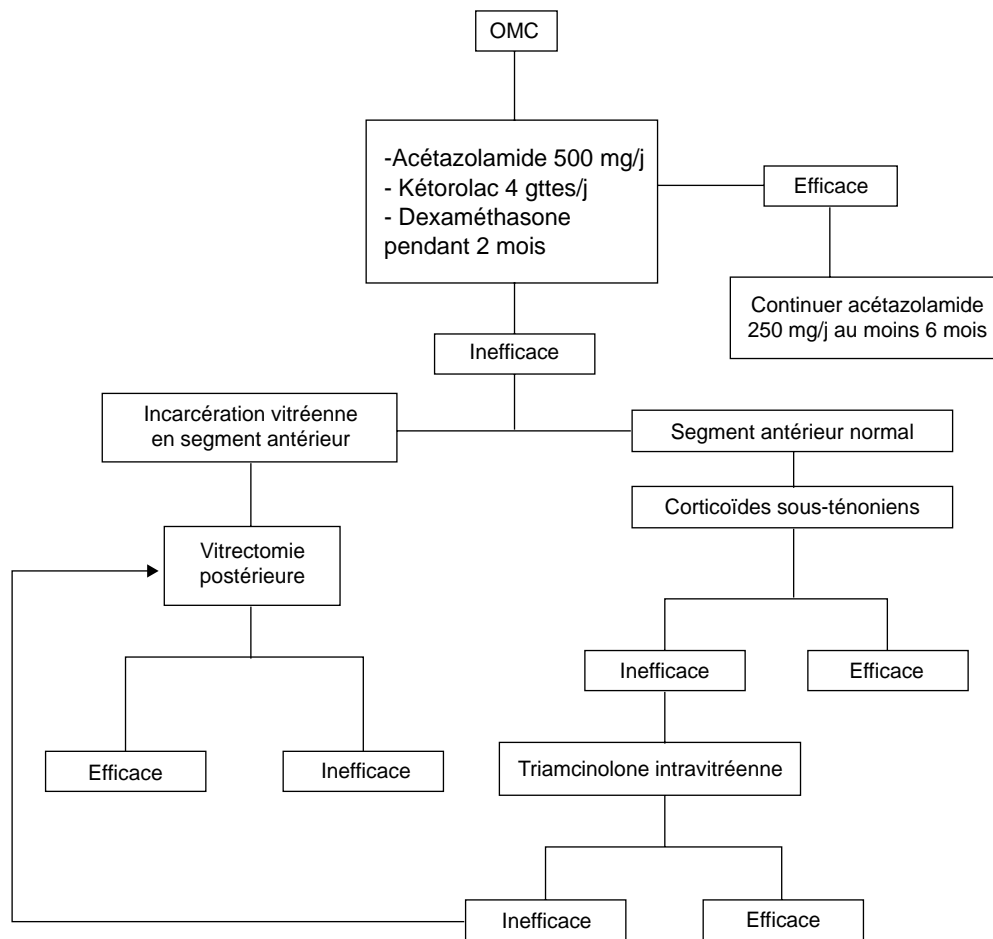 OMC
-Acétazolamide 500 mg/j
- Kétorolac 4 gttes/j
- Dexaméthasone
pendant 2 mois
Efficace
Continuer acétazolamide
250 mg/j au moins 6 mois
Inefficace
Incarcération vitréenne
en segment antérieur
Segment antérieur normal
Corticoïdes sous-ténoniens
Vitrectomie
postérieure
Inefficace
Efficace
Efficace
Inefficace
Triamcinolone intravitréenne
Inefficace
Efficace